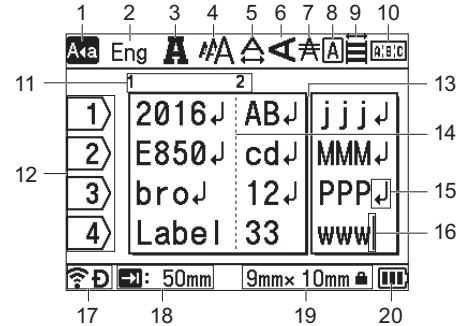 1 2 3 4 5 6 7 8 9 10
Aa Eng A A A A A A ABC
11 1 2 13
1 2016↲ AB↲ jjj↲
14
2 E850↲ cd↲ MMM↲
12
3 bro↲ 12↲ PPP↲ 15
4 Label 33 www 16
Ð : 50mm 9mm× 10mm
17 18 19 20